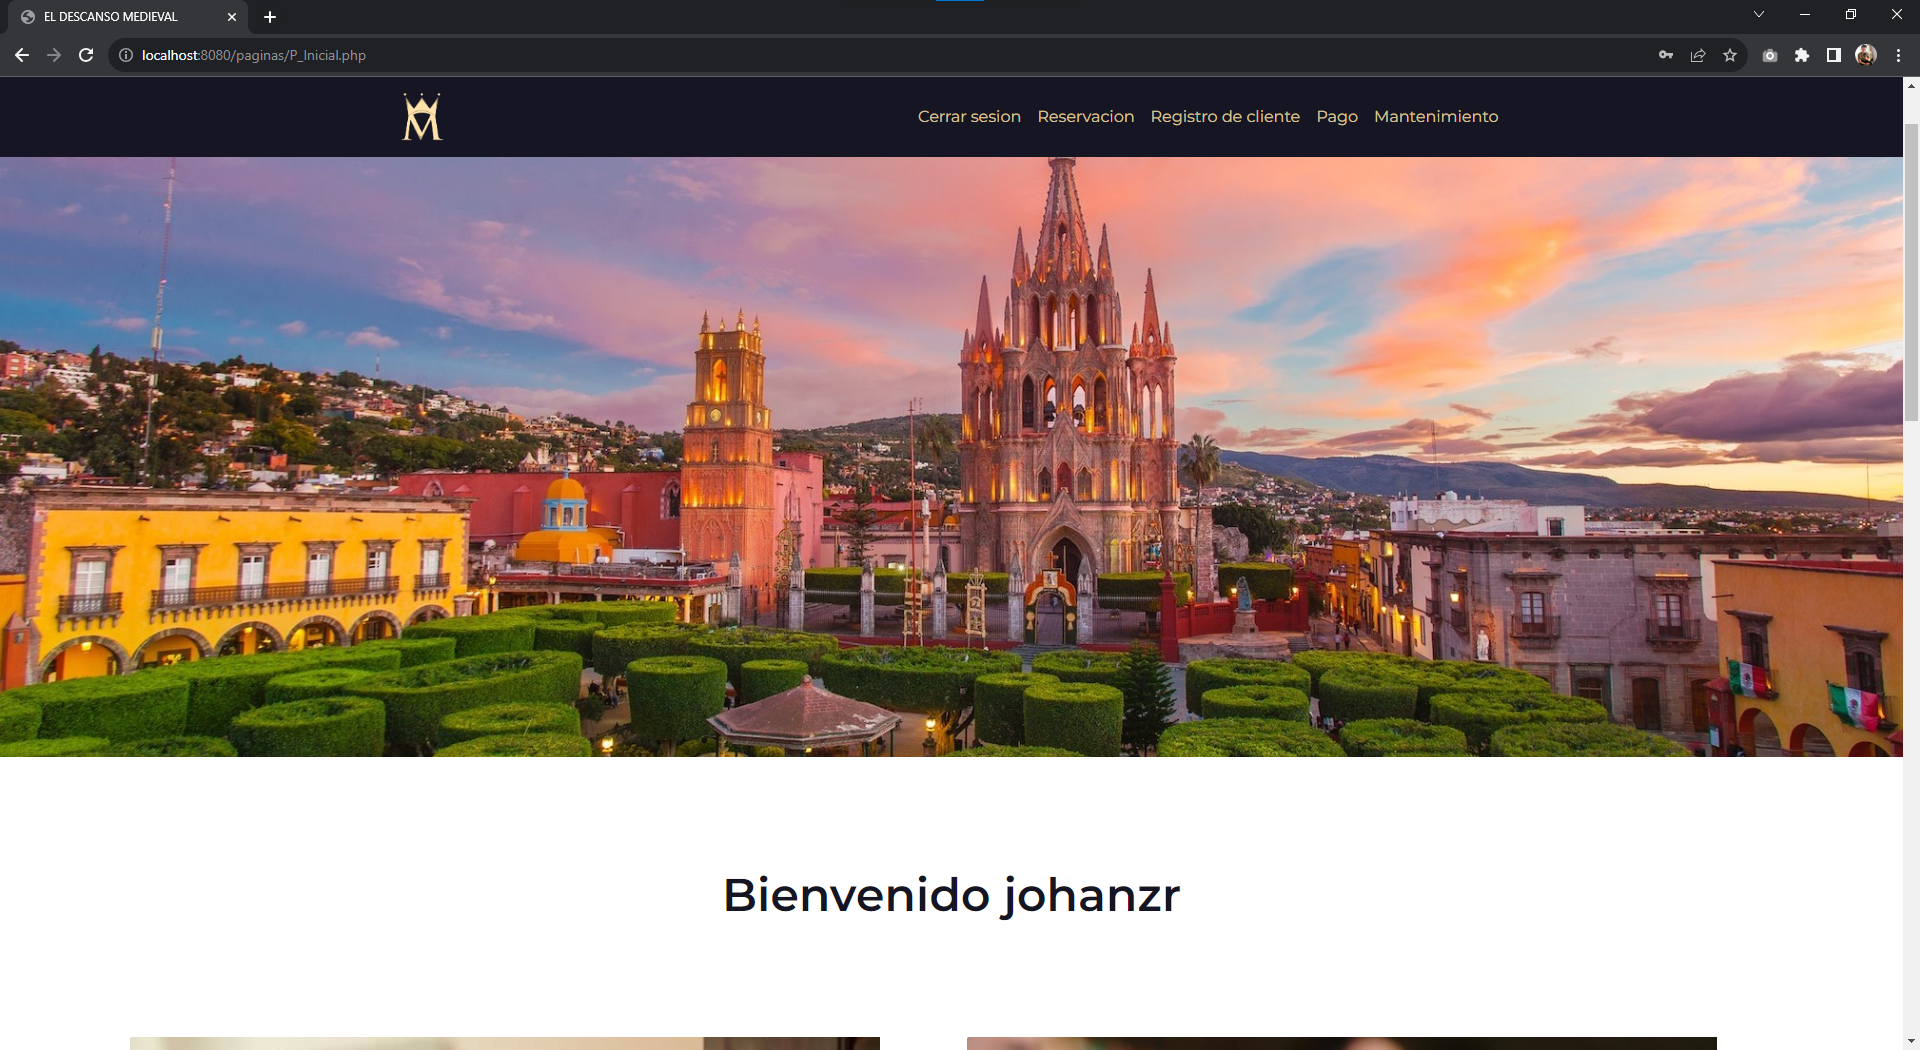 EL DESCANSO MEDIEVAL
localhost:8080/paginas/P_Inicial.php
M
Cerrar sesion Reservacion Registro de cliente Pago Mantenimiento
Bienvenido johanzr